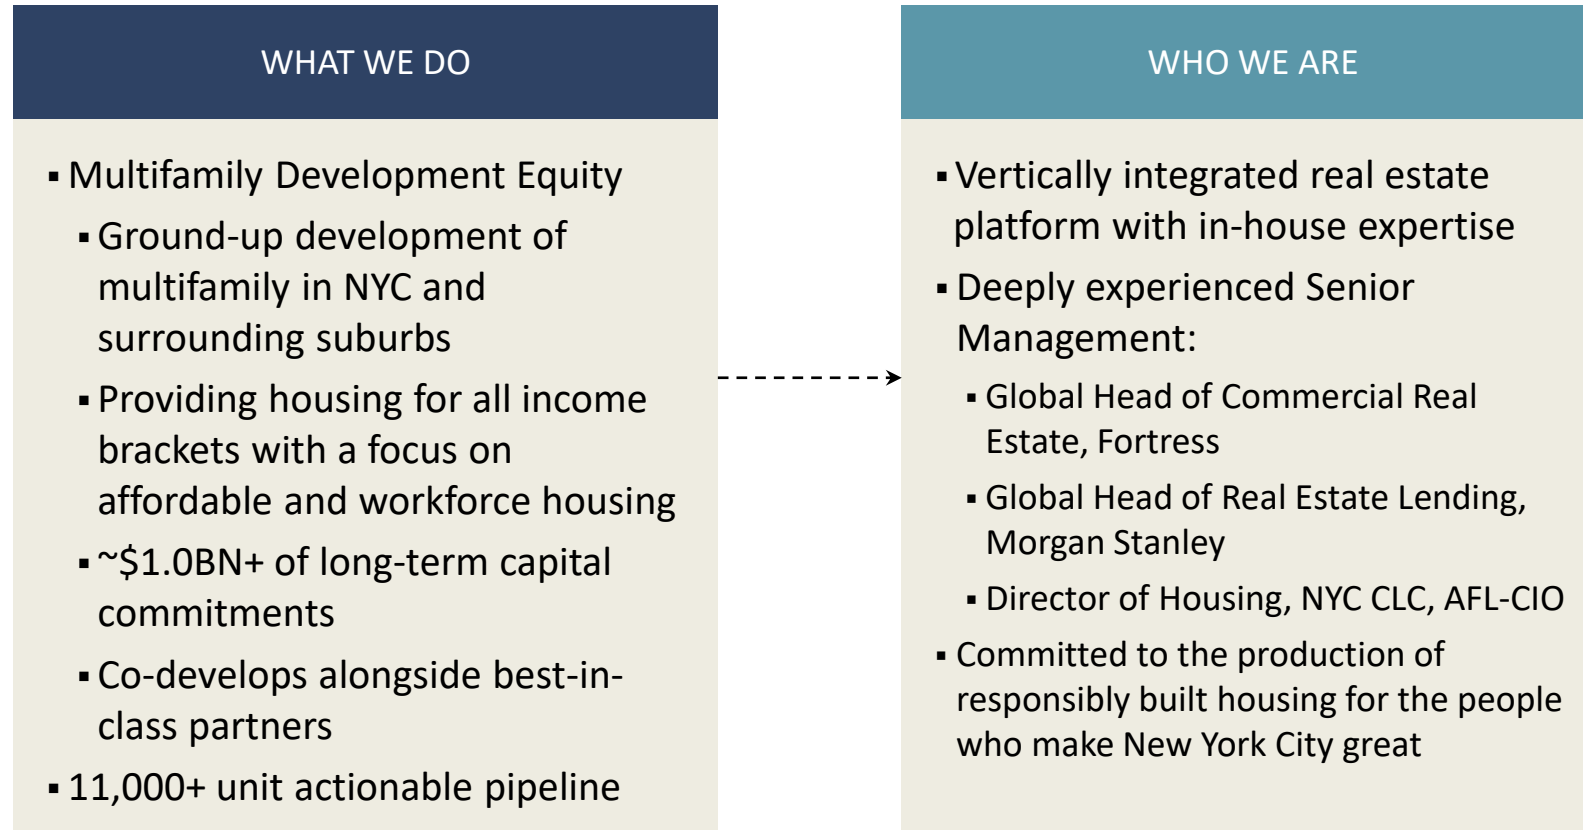 WHAT WE DO
▪ Multifamily Development Equity
▪ Ground-up development of
multifamily in NYC and
surrounding suburbs
▪ Providing housing for all income
brackets with a focus on
affordable and workforce housing
▪ ~$1.0BN+ of long-term capital
commitments
▪ Co-develops alongside best-in-
class partners
▪ 11,000+ unit actionable pipeline
WHO WE ARE
▪ Vertically integrated real estate
platform with in-house expertise
▪ Deeply experienced Senior
Management:
▪ Global Head of Commercial Real
Estate, Fortress
▪ Global Head of Real Estate Lending,
Morgan Stanley
▪ Director of Housing, NYC CLC, AFL-CIO
▪ Committed to the production of
responsibly built housing for the people
who make New York City great